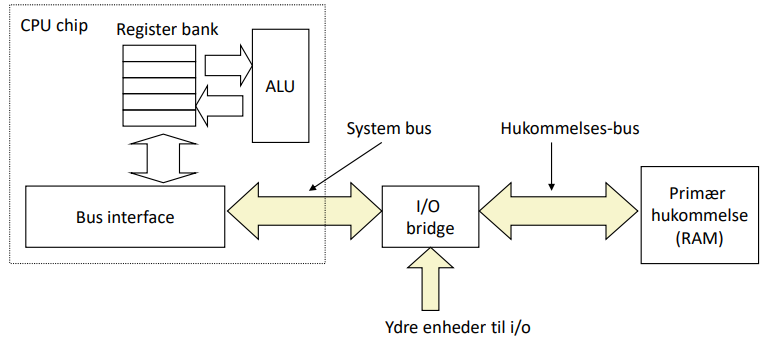 CPU chip
Register bank
ALU
System bus
Hukommelses-bus
Bus interface
I/O
bridge
Primær
hukommelse
(RAM)
Ydre enheder til i/o